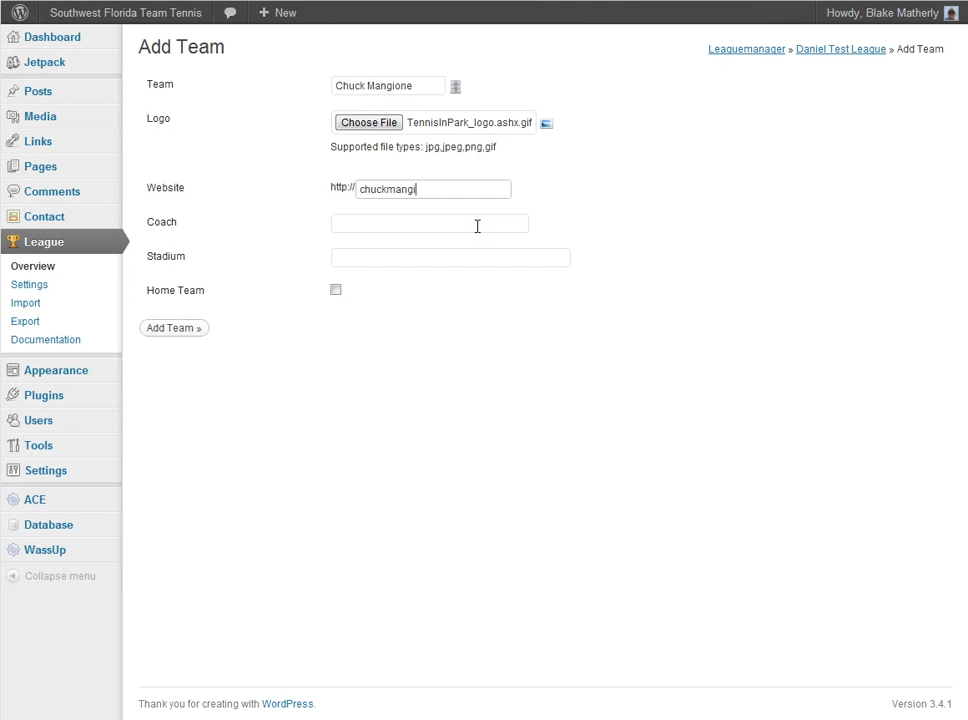 Southwest Florida Team Tennis
New
Howdy, Blake Matherly
Dashboard
Jetpack
Posts
Media
Links
Pages
Comments
Contact
League
Overview
Settings
Import
Export
Documentation
Appearance
Plugins
Users
Tools
Settings
ACE
Database
WassUp
Collapse menu
Add Team
Leaguemanager » Daniel Test League » Add Team
Team
Chuck Mangione
Logo
Choose File TennisInPark_logo.ashx.gif
Supported file types: jpg,jpeg,png,gif
Website
http:// chuckmangi
Coach
Stadium
Home Team
Add Team »
Thank you for creating with WordPress.
Version 3.4.1